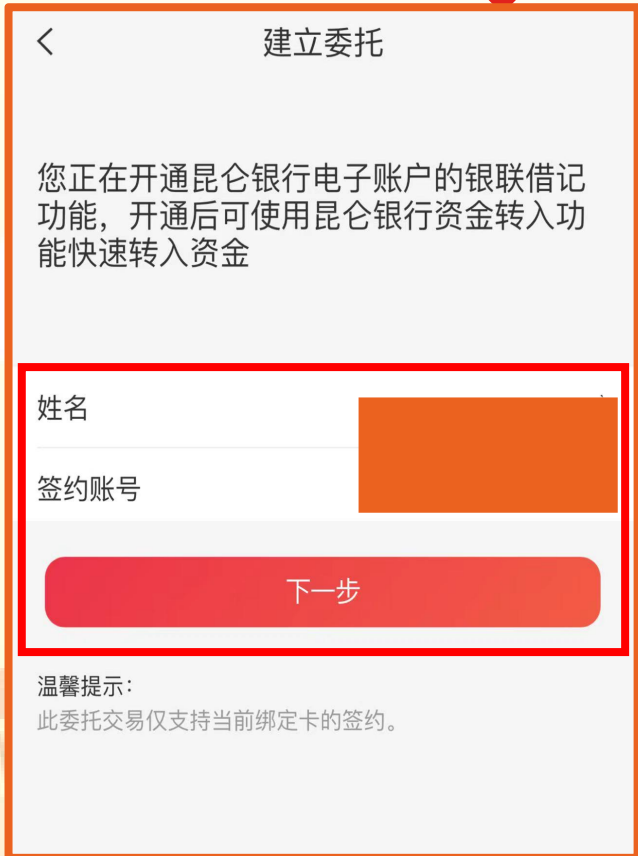 建立委托
您正在开通昆仑银行电子账户的银联借记
功能，开通后可使用昆仑银行资金转入功
能快速转入资金
姓名
签约账号
下一步
温馨提示：
此委托交易仅支持当前绑定卡的签约。